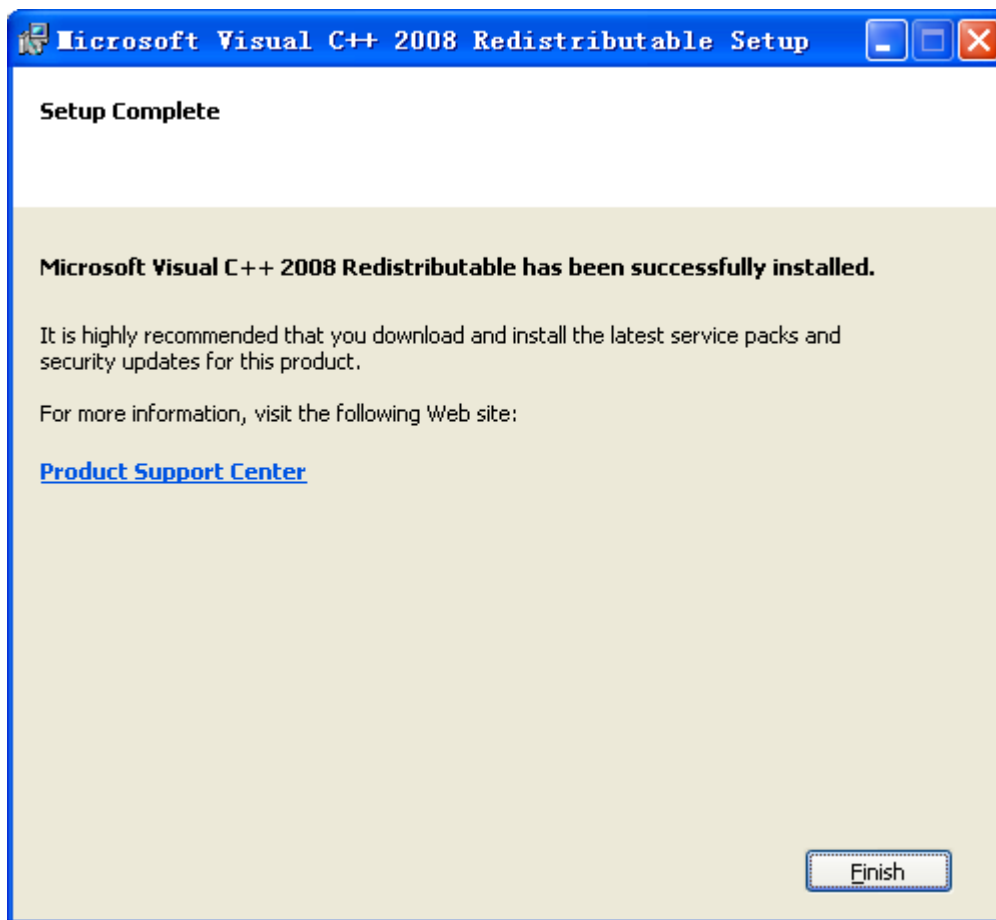 Microsoft Visual C++ 2008 Redistributable Setup
Setup Complete
Microsoft Visual C++ 2008 Redistributable has been successfully installed.
It is highly recommended that you download and install the latest service packs and
security updates for this product.
For more information, visit the following Web site:
Product Support Center
Finish